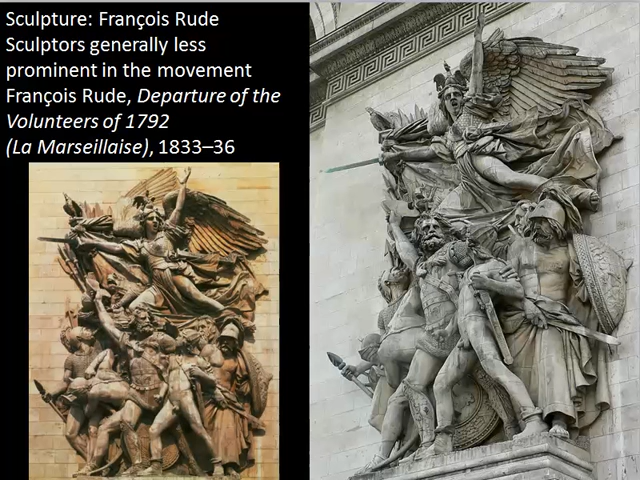 Sculpture: François Rude
Sculptors generally less
prominent in the movement
François Rude, Departure of the
Volunteers of 1792
(La Marseillaise), 1833–36